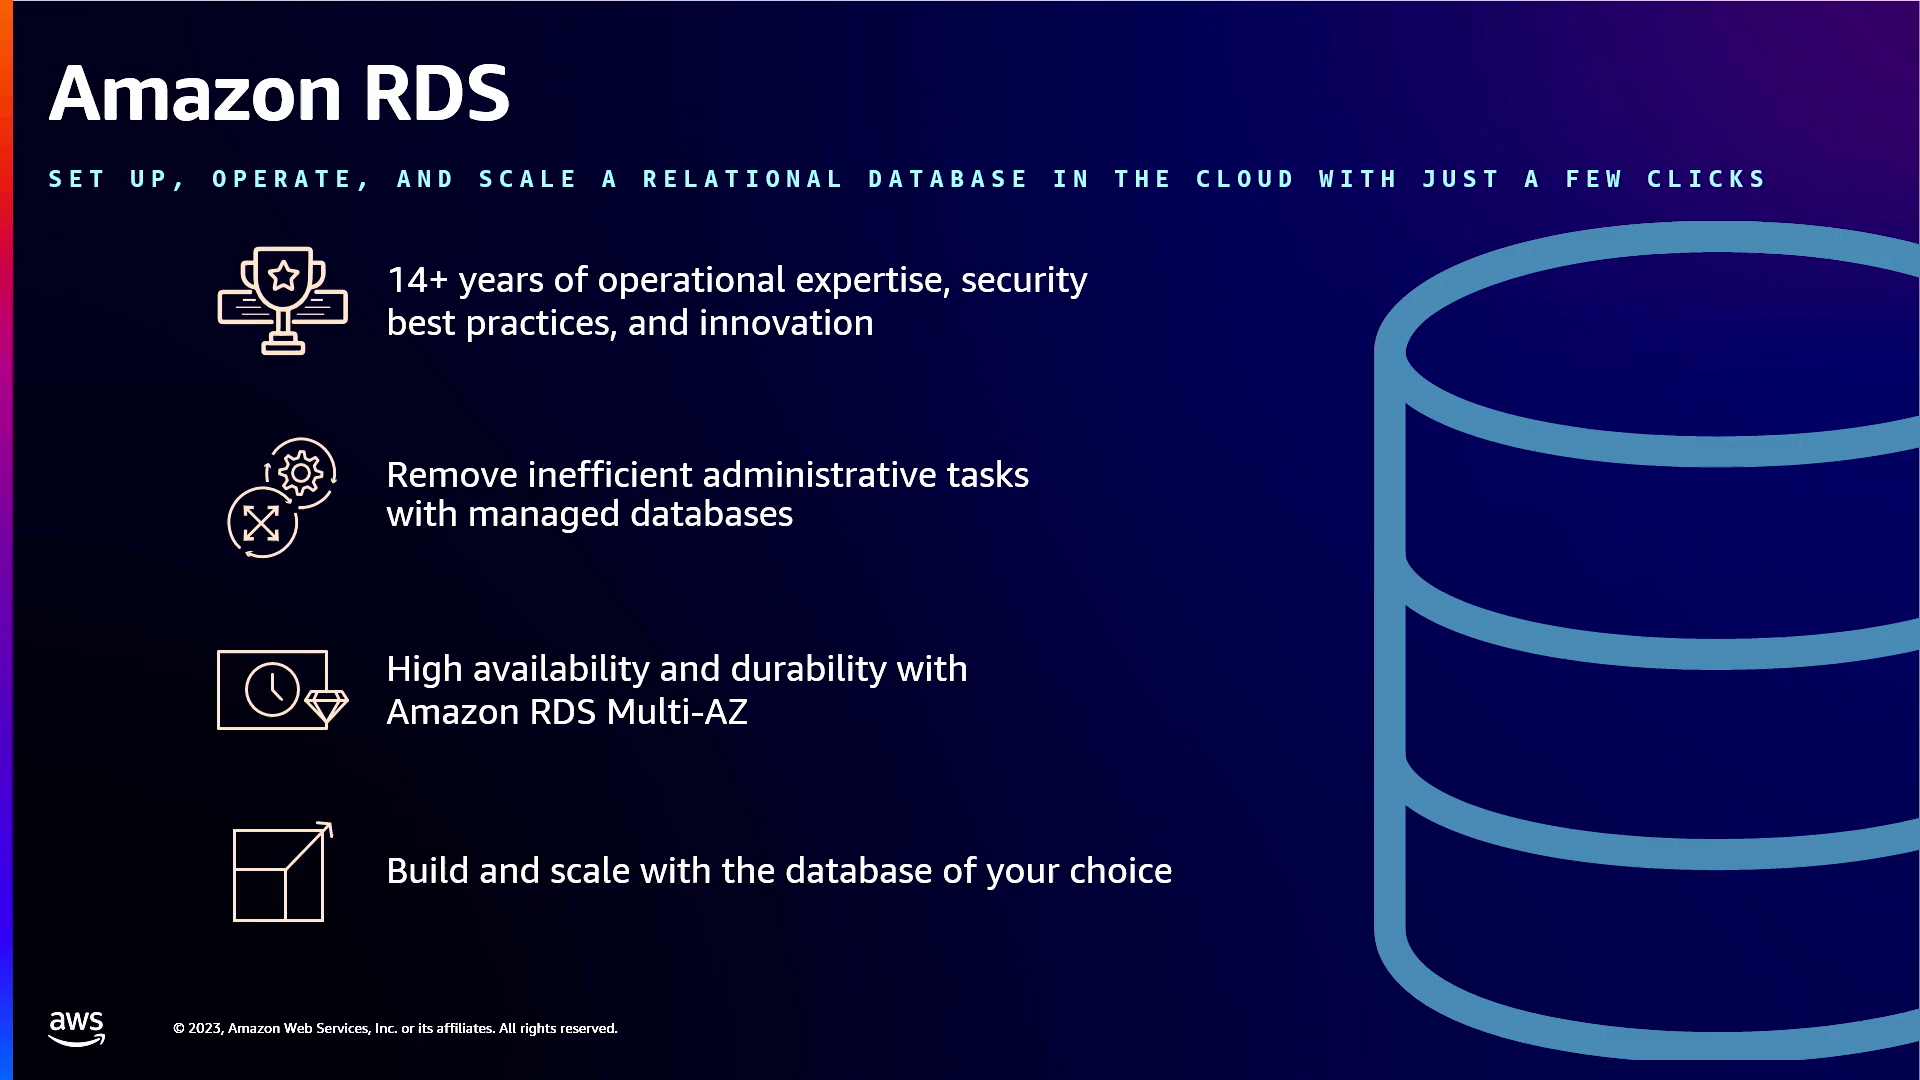 Amazon RDS
SET UP, OPERATE, AND SCALE A RELATIONAL DATABASE IN THE CLOUD WITH JUST A FEW CLICKS
14+ years of operational expertise, security
best practices, and innovation
Remove inefficient administrative tasks
with managed databases
High availability and durability with
Amazon RDS Multi-AZ
Build and scale with the database of your choice
aws
© 2023, Amazon Web Services, Inc. or its affiliates. All rights reserved.